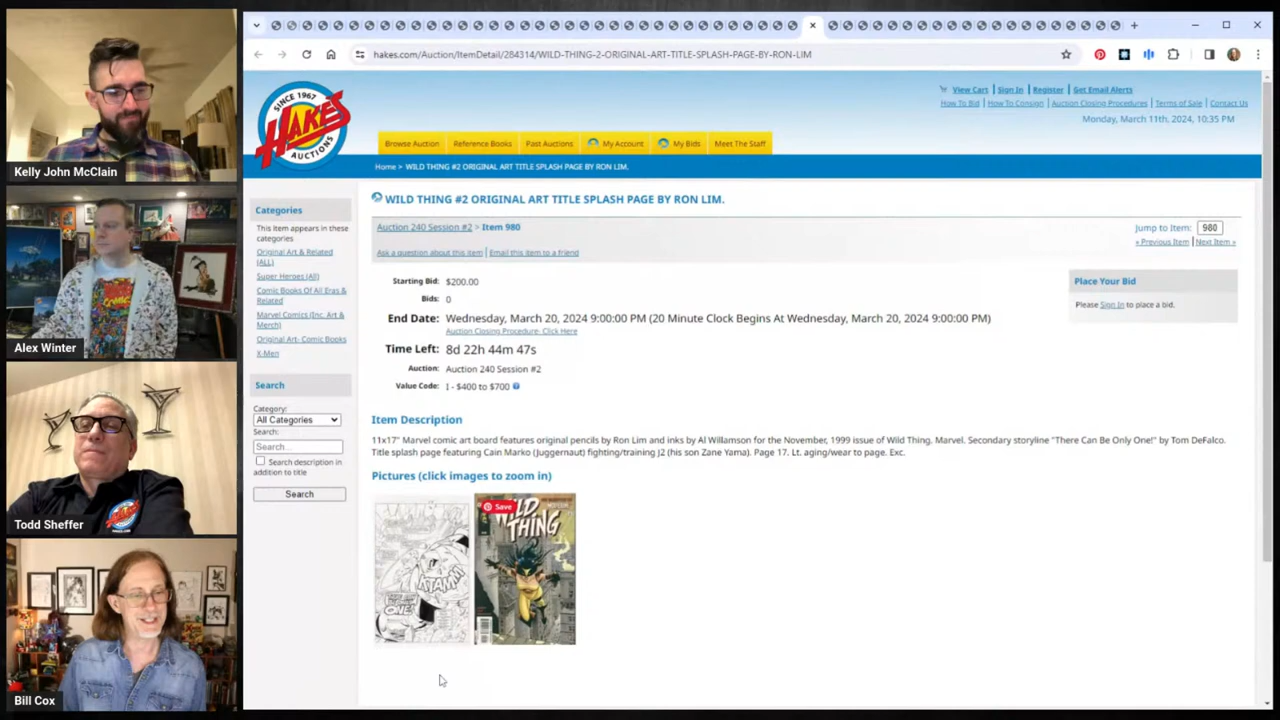 Kelly John McClain
Alex Winter
Todd Sheffer
Bill Cox
hakes.com/Auction/ItemDetail/284314/WILD-THING-2-ORIGINAL-ART-TITLE-SPLASH-PAGE-BY-RON-LIM
SINCE 1967
HAKES
AUCTIONS
View Cart | Sign In | Register | Get Email Alerts
How To Bid | How To Consign | Auction Closing Procedures | Terms of Sale | Contact Us
Monday, March 11th, 2024, 10:35 PM
Browse Auction Reference Books Past Auctions My Account My Bids Meet The Staff
Home > WILD THING #2 ORIGINAL ART TITLE SPLASH PAGE BY RON LIM.
Categories
This item appears in these
categories
Original Art & Related
(ALL)
Super Heroes (All)
Comic Books Of All Eras &
Related
Marvel Comics (Inc. Art &
Merch)
Original Art- Comic Books
X-Men
Search
Category:
All Categories
Search:
Search...
Search description in
addition to title
Search
WILD THING #2 ORIGINAL ART TITLE SPLASH PAGE BY RON LIM.
Auction 240 Session #2 > Item 980
Jump to Item: 980
« Previous Item | Next Item »
Ask a question about this item | Email this item to a friend
Starting Bid: $200.00
Bids: 0
End Date: Wednesday, March 20, 2024 9:00:00 PM (20 Minute Clock Begins At Wednesday, March 20, 2024 9:00:00 PM)
Auction Closing Procedure: Click Here
Time Left: 8d 22h 44m 47s
Auction: Auction 240 Session #2
Value Code: I - $400 to $700
Place Your Bid
Please Sign In to place a bid.
Item Description
11x17" Marvel comic art board features original pencils by Ron Lim and inks by Al Williamson for the November, 1999 issue of Wild Thing. Marvel. Secondary storyline "There Can Be Only One!" by Tom DeFalco.
Title splash page featuring Cain Marko (Juggernaut) fighting/training J2 (his son Zane Yama). Page 17. Lt. aging/wear to page. Exc.
Pictures (click images to zoom in)
Save
WILD
THING
KTAMM
ONE!